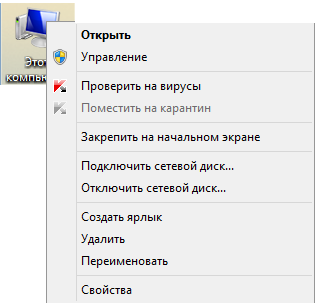 Этот
компьютер
Открыть
Управление
Проверить на вирусы
Поместить на карантин
Закрепить на начальном экране
Подключить сетевой диск...
Отключить сетевой диск...
Создать ярлык
Удалить
Переименовать
Свойства